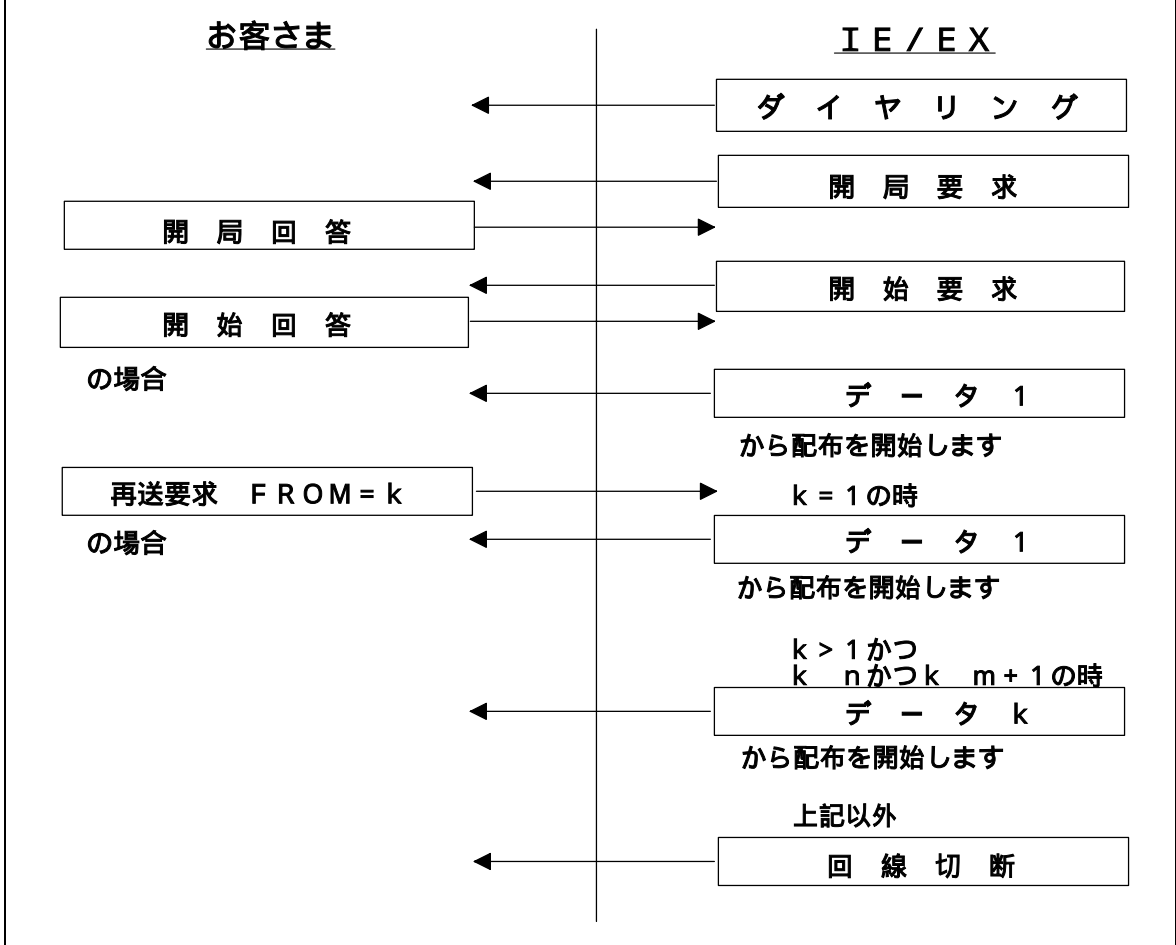 お客さま
ＩＥ/ＥＸ
ダイヤリング
開局要求
開局回答
開始要求
開始回答
の場合
データ１
から配布を開始します
再送要求 ＦＲＯＭ=ｋ
ｋ=１の時
の場合
データ１
から配布を開始します
ｋ>１かつ
ｋ ｎかつｋ ｍ+１の時
データｋ
から配布を開始します
上記以外
回線切断